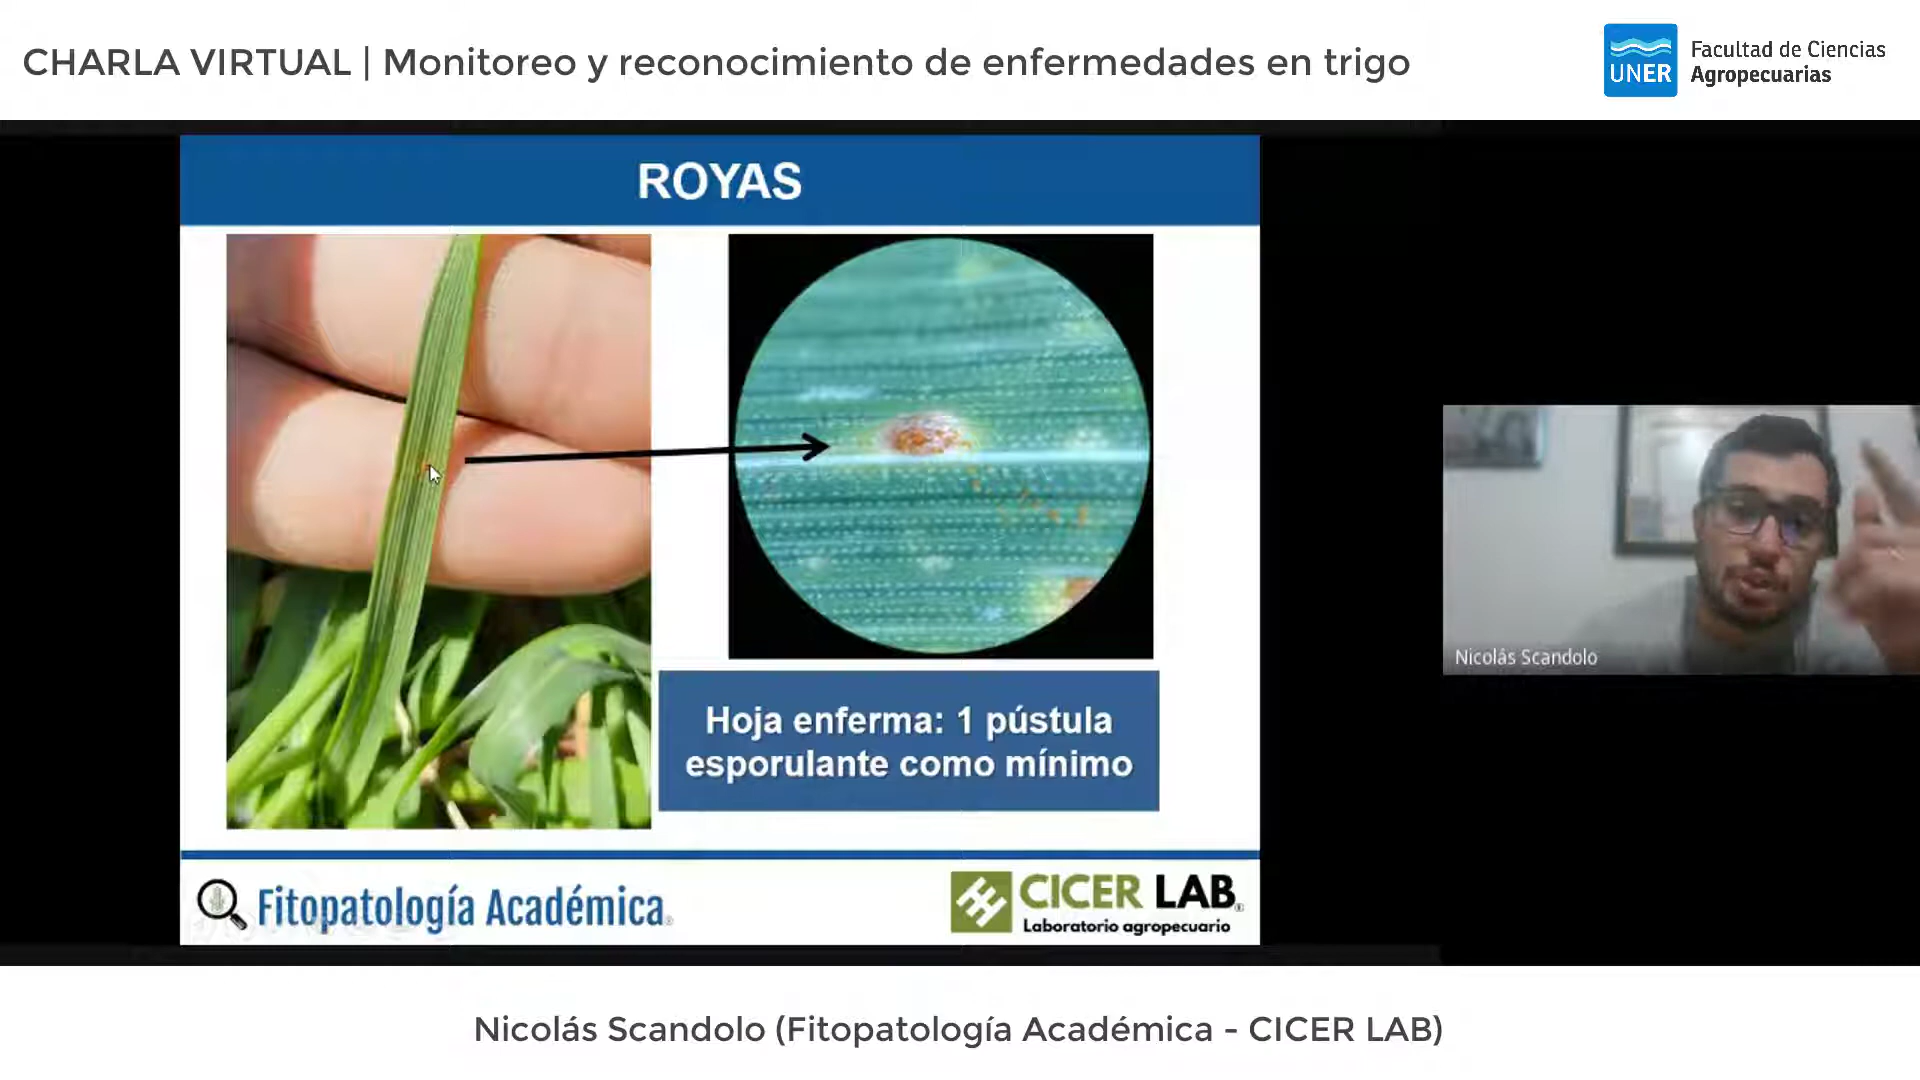 CHARLA VIRTUAL | Monitoreo y reconocimiento de enfermedades en trigo
UNER
Facultad de Ciencias
Agropecuarias
ROYAS
Hoja enferma: 1 pústula
esporulante como mínimo
Nicolás Scandolo
Fitopatología Académica
CICER LAB
Laboratorio agropecuario
Nicolás Scandolo (Fitopatología Académica - CICER LAB)